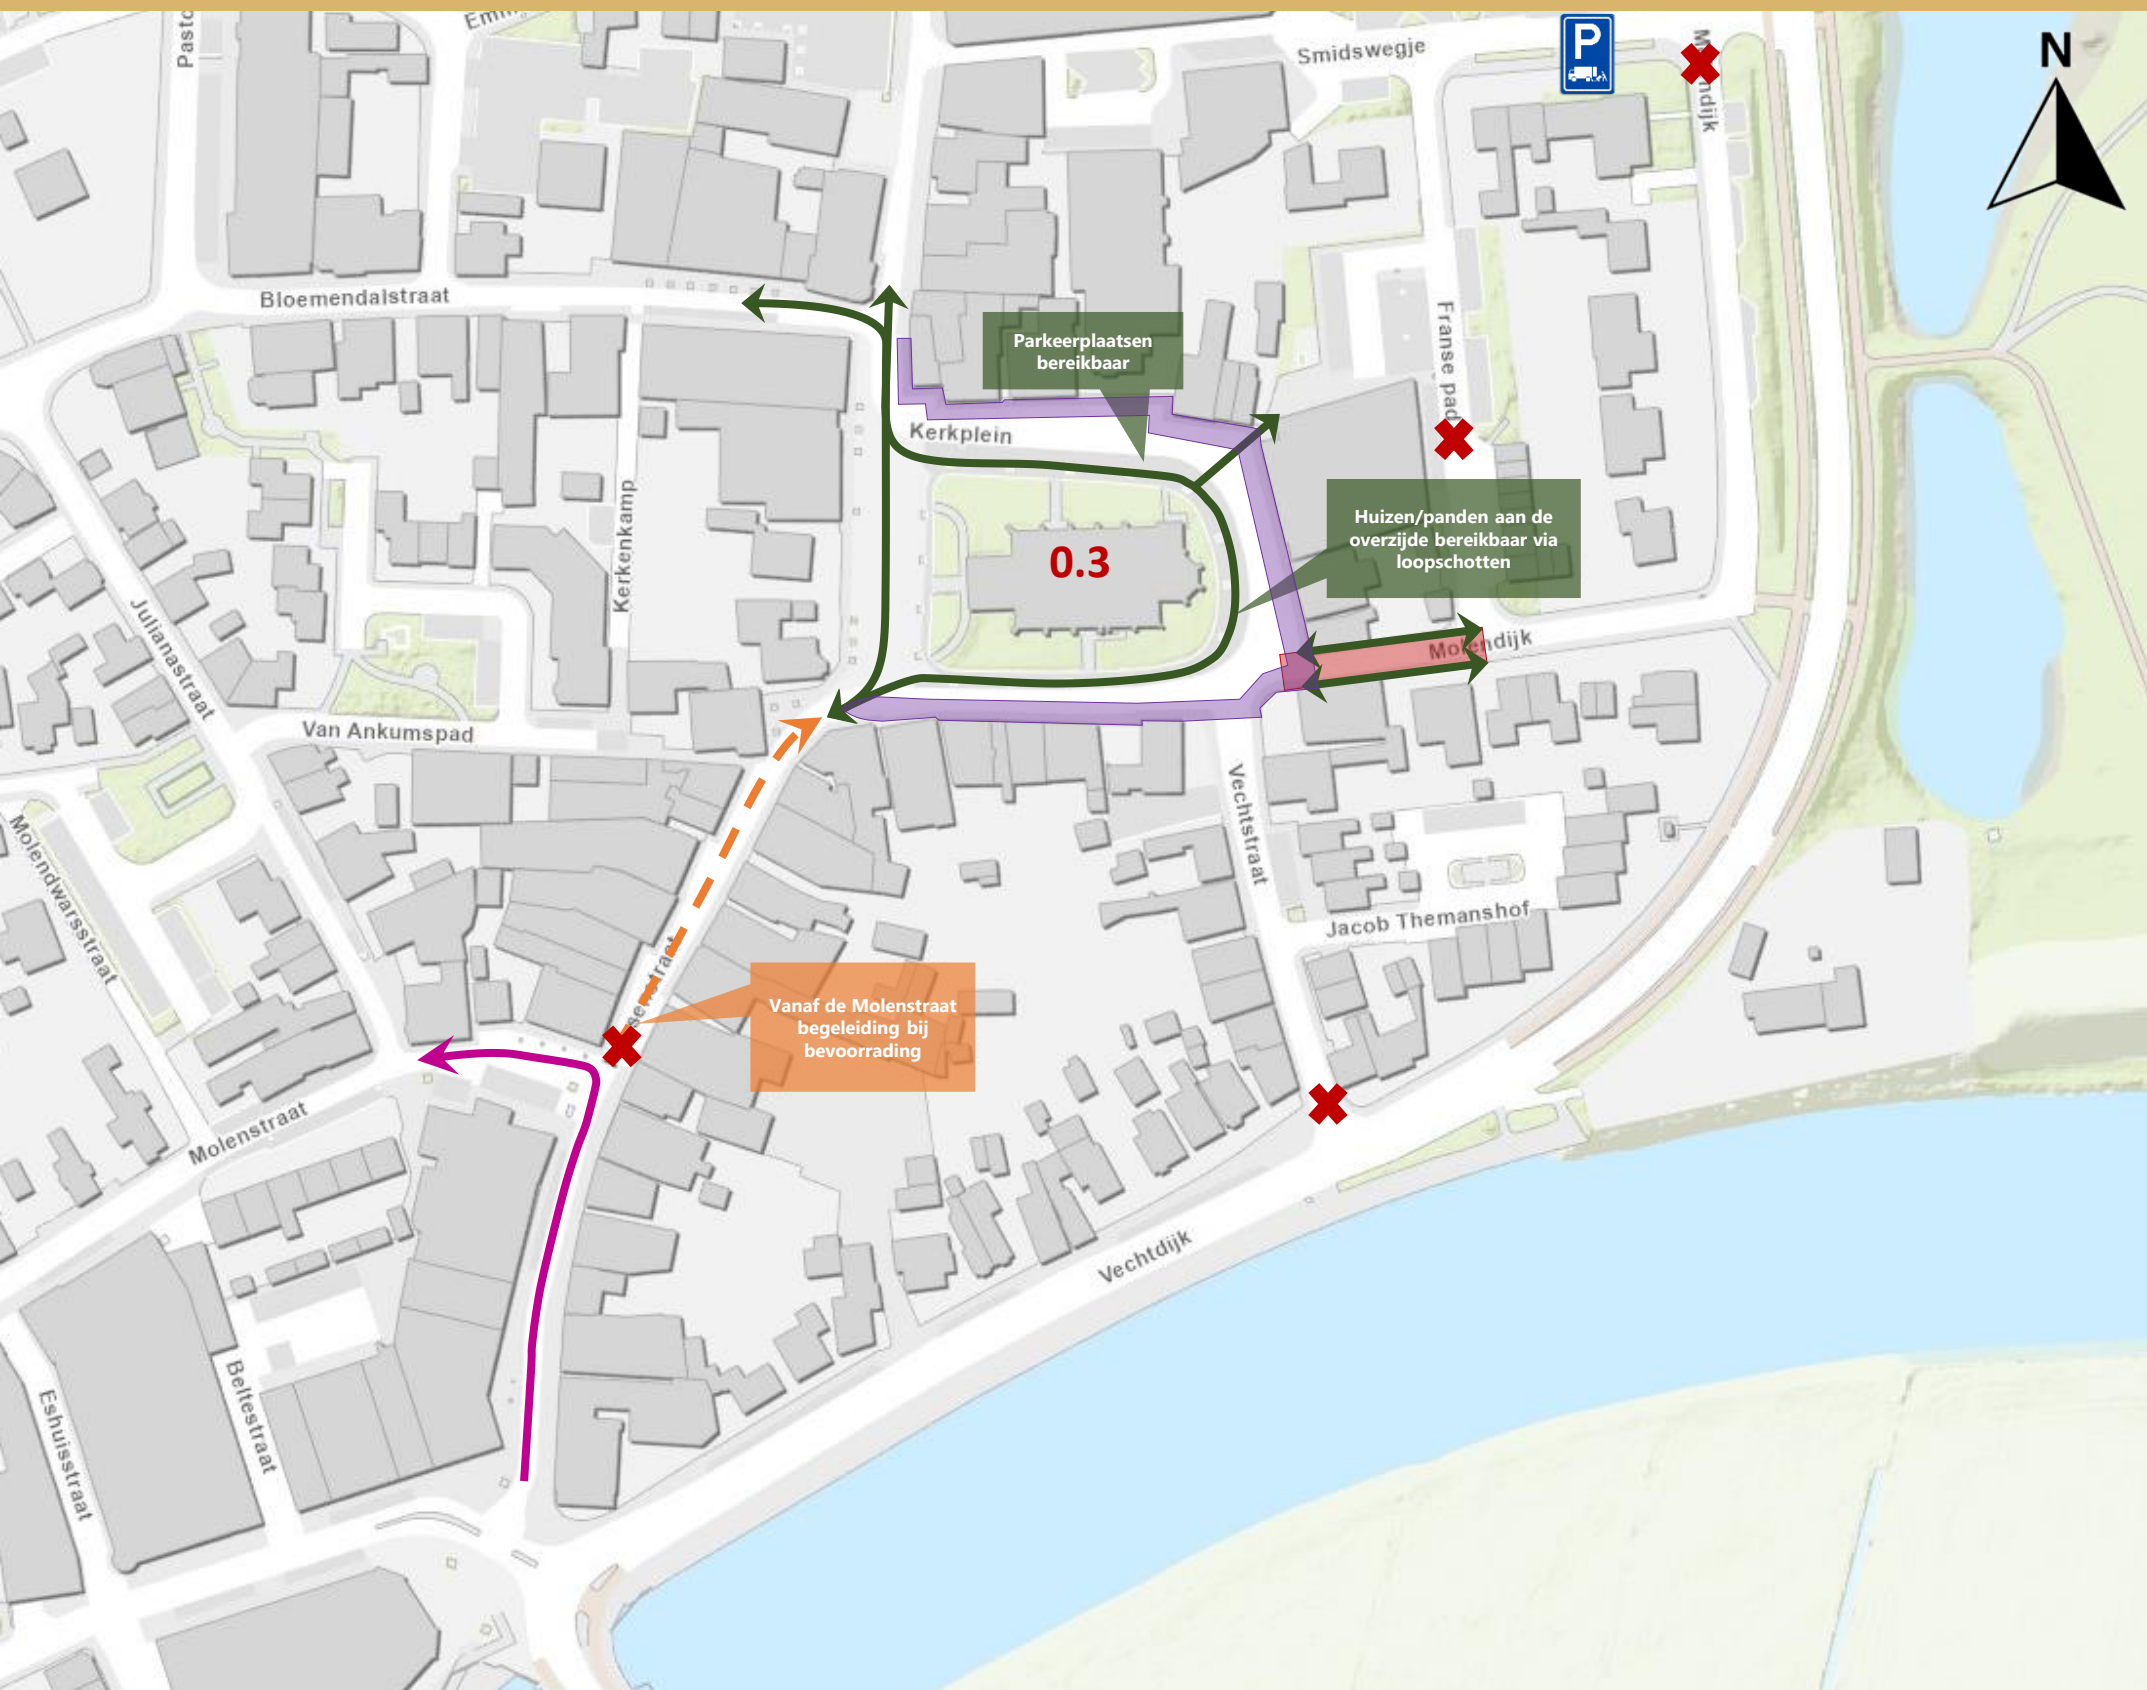 N
P
Smidswegje
Bloemendalstraat
Parkeerplaatsen
bereikbaar
Franse pad
Kerkplein
Kerkenkamp
Huizen/panden aan de
overzijde bereikbaar via
loopschotten
0.3
Julianastraat
Molendijk
Van Ankumspad
Vechtstraat
Molendwarsstraat
Jacob Themanshof
Vanaf de Molenstraat
begeleiding bij
bevoorrading
Molenstraat
Vechtdijk
Beltestraat
Eshuisstraat